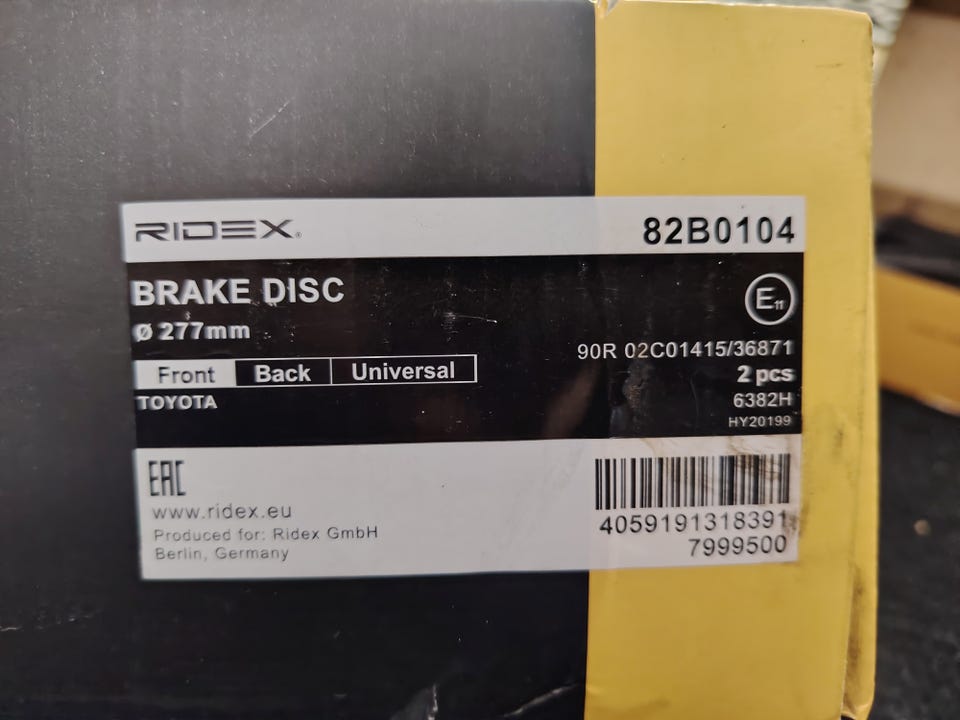 RIDEX®
82B0104
BRAKE DISC
Ø 277mm
E11
90R 02C01415/36871
Front Back Universal
2 pcs
TOYOTA
6382H
HY20199
EAC
www.ridex.eu
Produced for: Ridex GmbH
Berlin, Germany
4059191318391
7999500